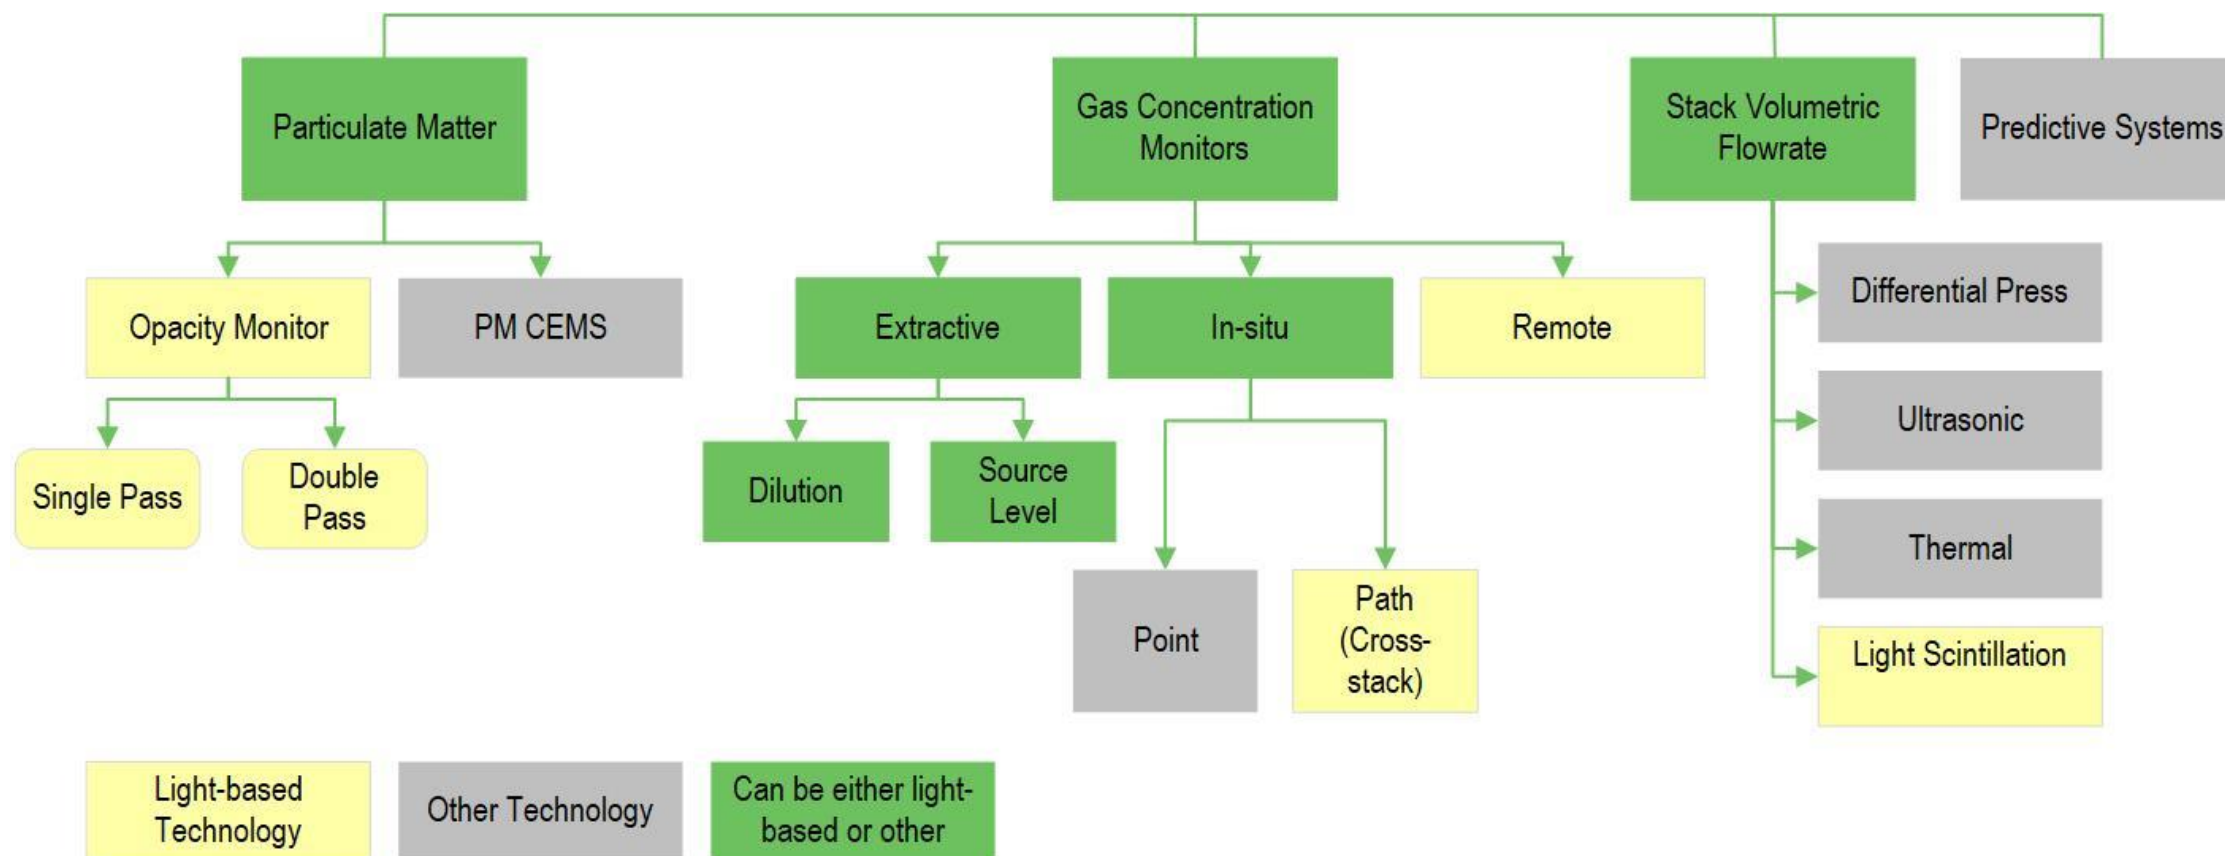 Particulate Matter
Gas Concentration
Monitors
Stack Volumetric
Flowrate
Predictive Systems
Opacity Monitor
PM CEMS
Extractive
In-situ
Remote
Differential Press
Ultrasonic
Thermal
Light Scintillation
Single Pass
Double
Pass
Dilution
Source
Level
Point
Path
(Cross-
stack)
Light-based
Technology
Other Technology
Can be either light-
based or other